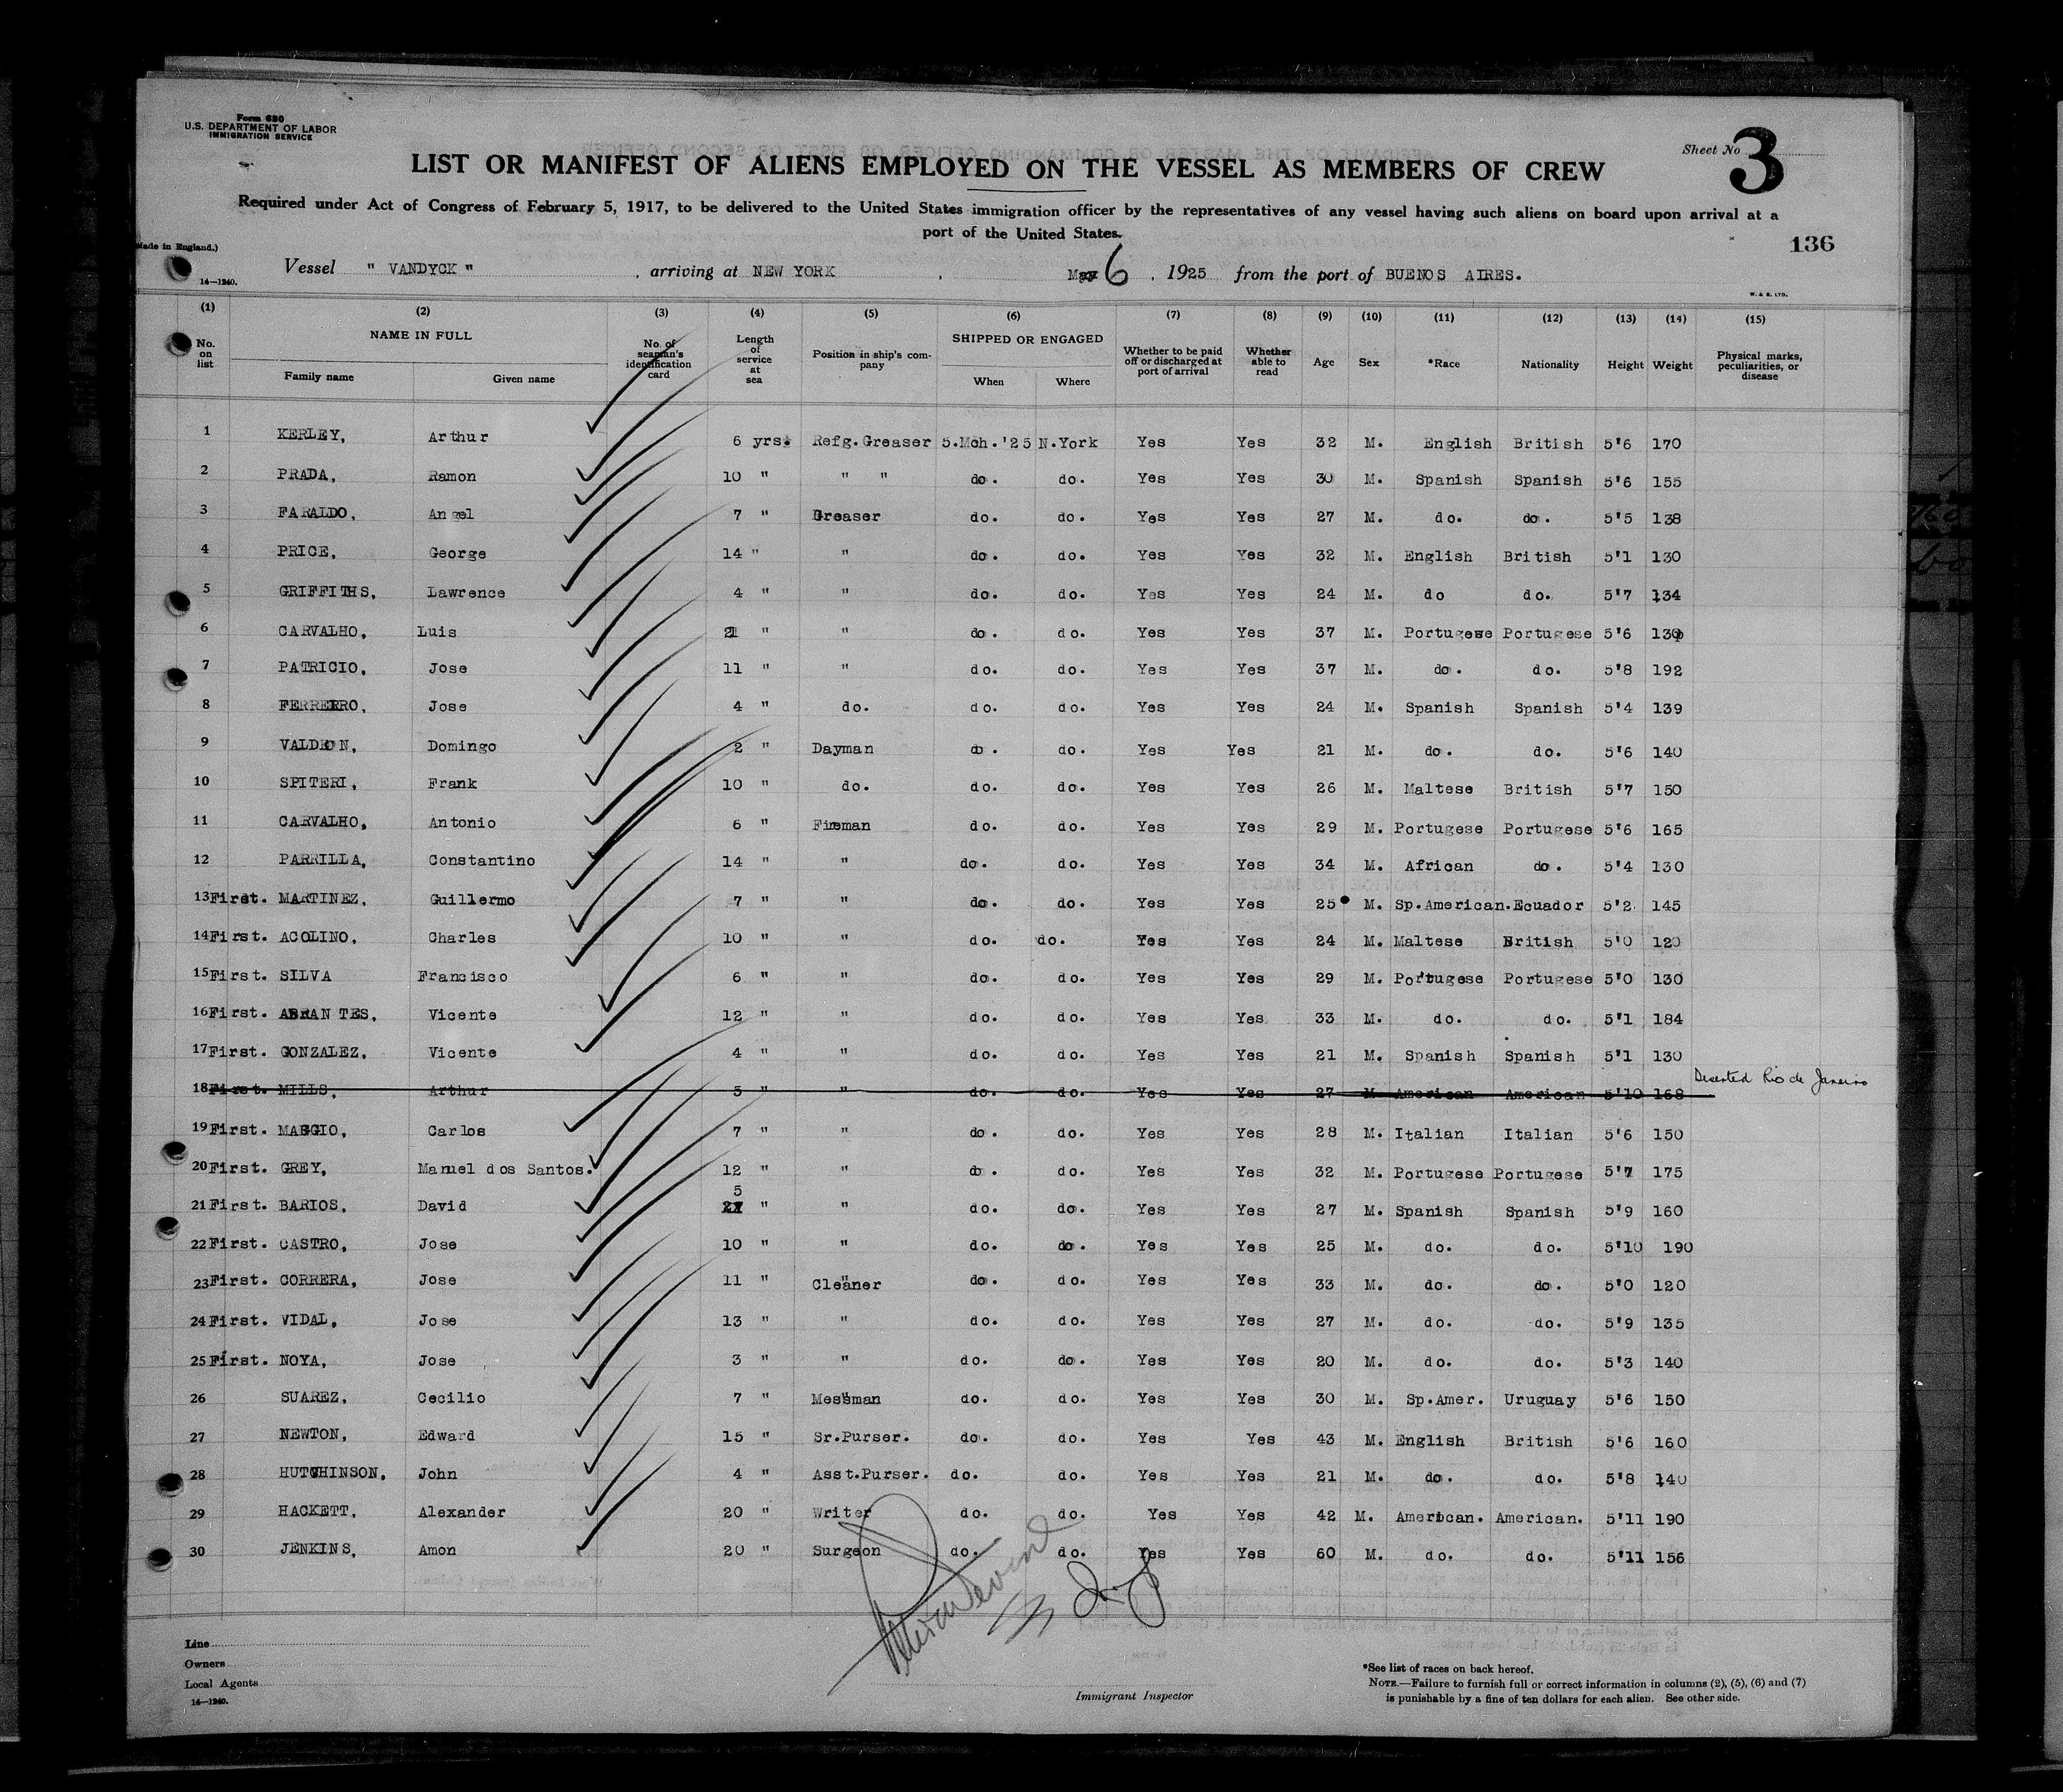 Form 630
U.S. DEPARTMENT OF LABOR
IMMIGRATION SERVICE
Sheet No 3
LIST OR MANIFEST OF ALIENS EMPLOYED ON THE VESSEL AS MEMBERS OF CREW
Required under Act of Congress of February 5, 1917, to be delivered to the United States immigration officer by the representatives of any vessel having such aliens on board upon arrival at a
port of the United States.
136
Made in England.)
Vessel " VANDYCK " , arriving at NEW YORK , May 6 , 1925 from the port of BUENOS AIRES.
14—1240.
W. & S. LTD.
(1) (2) (3) (4) (5) (6) (7) (8) (9) (10) (11) (12) (13) (14) (15)
No. on list NAME IN FULL Family name Given name No. of seaman's identification card Length of service at sea Position in ship's company SHIPPED OR ENGAGED When Where Whether to be paid off or discharged at port of arrival Whether able to read Age Sex *Race Nationality Height Weight Physical marks, peculiarities, or disease
1 KERLEY, Arthur 6 yrs. Refg.Greaser 5.Mch.'25 N.York Yes Yes 32 M. English British 5'6 170
2 PRADA, Ramon 10 " " " do. do. Yes Yes 30 M. Spanish Spanish 5'6 155
3 FARALDO, Angel 7 " Greaser do. do. Yes Yes 27 M. do. do. 5'5 138
4 PRICE, George 14 " " do. do. Yes Yes 32 M. English British 5'1 130
5 GRIFFITHS, Lawrence 4 " " do. do. Yes Yes 24 M. do do. 5'7 134
6 CARVALHO, Luis 21 " " do. do. Yes Yes 37 M. Portugese Portugese 5'6 139
7 PATRICIO, Jose 11 " " do. do. Yes Yes 37 M. do. do. 5'8 192
8 FERRERRO, Jose 4 " do. do. do. Yes Yes 24 M. Spanish Spanish 5'4 139
9 VALDEON, Domingo 2 " Dayman do. do. Yes Yes 21 M. do. do. 5'6 140
10 SPITERI, Frank 10 " do. do. do. Yes Yes 26 M. Maltese British 5'7 150
11 CARVALHO, Antonio 6 " Fireman do. do. Yes Yes 29 M. Portugese Portugese 5'6 165
12 PARRILLA, Constantino 14 " " do. do. Yes Yes 34 M. African do. 5'4 130
13 First. MARTINEZ, Guillermo 7 " " do. do. Yes Yes 25 M. Sp.American. Ecuador 5'2 145
14 First. ACOLINO, Charles 10 " " do. do. Yes Yes 24 M. Maltese British 5'0 120
15 First. SILVA Francisco 6 " " do. do. Yes Yes 29 M. Portugese Portugese 5'0 130
16 First. ABRANTES, Vicente 12 " " do. do. Yes Yes 33 M. do. do. 5'1 184
17 First. GONZALEZ, Vicente 4 " " do. do. Yes Yes 21 M. Spanish Spanish 5'1 130
18 First. MILLS, Arthur 5 " " do. do. Yes Yes 27 M American American 5'10 168 Deserted Rio de Janeiro
19 First. MAGGIO, Carlos 7 " " do. do. Yes Yes 28 M. Italian Italian 5'6 150
20 First. GREY, Manuel dos Santos. 12 " " do. do. Yes Yes 32 M. Portugese Portugese 5'7 175
21 First. BARIOS, David 5 " " do. do. Yes Yes 27 M. Spanish Spanish 5'9 160
22 First. CASTRO, Jose 10 " " do. do. Yes Yes 25 M. do. do. 5'10 190
23 First. CORRERA, Jose 11 " Cleaner do. do. Yes Yes 33 M. do. do. 5'0 120
24 First. VIDAL, Jose 13 " " do. do. Yes Yes 27 M. do. do. 5'9 135
25 First. NOYA, Jose 3 " " do. do. Yes Yes 20 M. do. do. 5'3 140
26 SUAREZ, Cecilio 7 " Messman do. do. Yes Yes 30 M. Sp.Amer. Uruguay 5'6 150
27 NEWTON, Edward 15 " Sr.Purser. do. do. Yes Yes 43 M. English British 5'6 160
28 HUTCHINSON, John 4 " Asst.Purser. do. do. Yes Yes 21 M. do. do. 5'8 140
29 HACKETT, Alexander 20 " Writer do. do. Yes Yes 42 M. American. American. 5'11 190
30 JENKINS, Amon 20 " Surgeon do. do. Yes Yes 60 M. do. do. 5'11 156
Line
Owners
Local Agents
14—1240.
Immigrant Inspector
*See list of races on back hereof.
NOTE.—Failure to furnish full or correct information in columns (2), (5), (6) and (7)
is punishable by a fine of ten dollars for each alien. See other side.